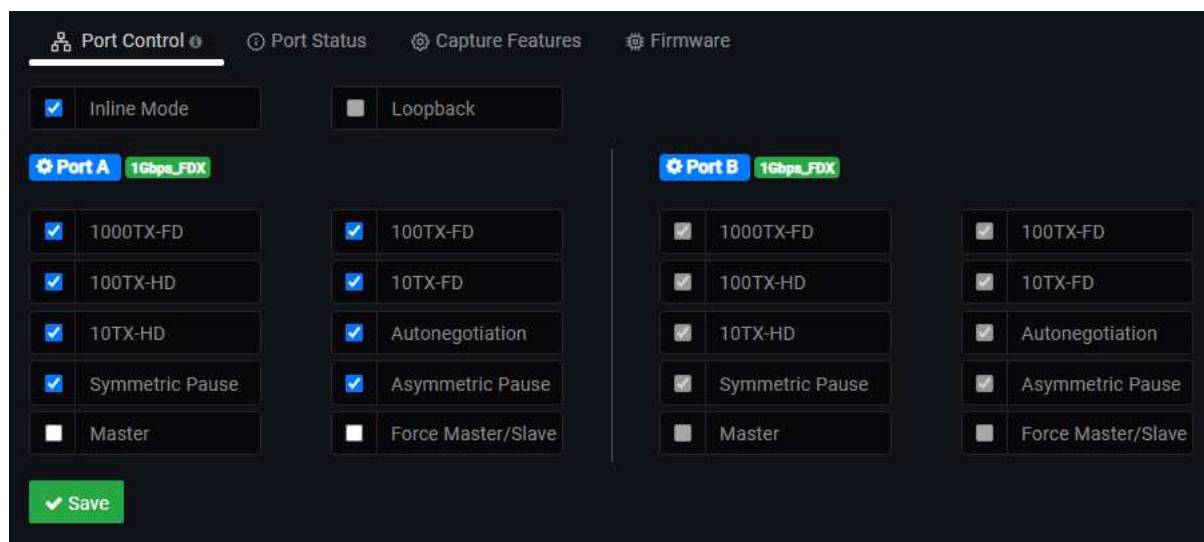 Port Control Port Status Capture Features Firmware
Inline Mode Loopback
Port A 1Gbps_FDX Port B 1Gbps_FDX
1000TX-FD 100TX-FD 1000TX-FD 100TX-FD
100TX-HD 10TX-FD 100TX-HD 10TX-FD
10TX-HD Autonegotiation 10TX-HD Autonegotiation
Symmetric Pause Asymmetric Pause Symmetric Pause Asymmetric Pause
Master Force Master/Slave Master Force Master/Slave
Save